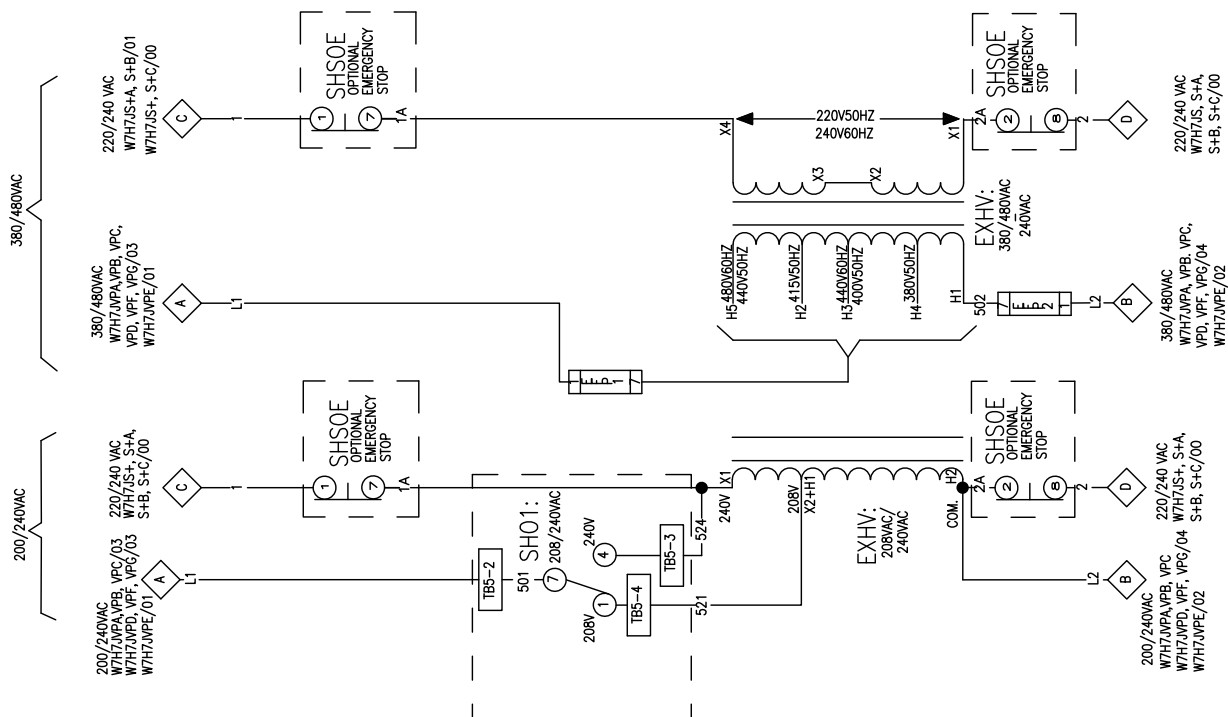 380/480VAC
220/240 VAC
W7H7JS+A, S+B/01
W7H7JS+, S+C/00
C
1
SHSOE
OPTIONAL
EMERGENCY
STOP
1
7
1A
X4
220V50HZ
240V60HZ
X1
2A
SHSOE
OPTIONAL
EMERGENCY
STOP
2
8
2
D
220/240 VAC
W7H7JS, S+A,
S+B, S+C/00
X3
X2
EXHV:
380/480VAC
240VAC
380/480VAC
W7H7JVPA,VPB, VPC,
VPD, VPF, VPG/03
W7H7JVPE/01
A
L1
H5
480V60HZ
440V50HZ
H2
415V50HZ
H3
440V60HZ
400V50HZ
H4
380V50HZ
H1
502
7
2
1
L2
B
380/480VAC
W7H7JVPA, VPB. VPC,
VPD, VPF, VPG/04
W7H7JVPE/02
1
1
7
200/240VAC
220/240 VAC
W7H7JS+, S+A,
S+B, S+C/00
C
1
SHSOE
OPTIONAL
EMERGENCY
STOP
1
7
1A
X1
240V
208V
X2+H1
H2
COM.
EXHV:
208VAC/
240VAC
2A
SHSOE
OPTIONAL
EMERGENCY
STOP
2
8
2
D
220/240 VAC
W7H7JS+, S+A
S+B, S+C/00
200/240VAC
W7H7JVPA,VPB, VPC/03
W7H7JVPD, VPF, VPG/03
W7H7JVPE/01
A
L1
TB5-2
501
SH01:
208/240VAC
7
240V
4
TB5-3
524
208V
1
TB5-4
521
L2
B
200/240VAC
W7H7JVPA,VPB, VPC
W7H7JVPD, VPF, VPG/04
W7H7JVPE/02